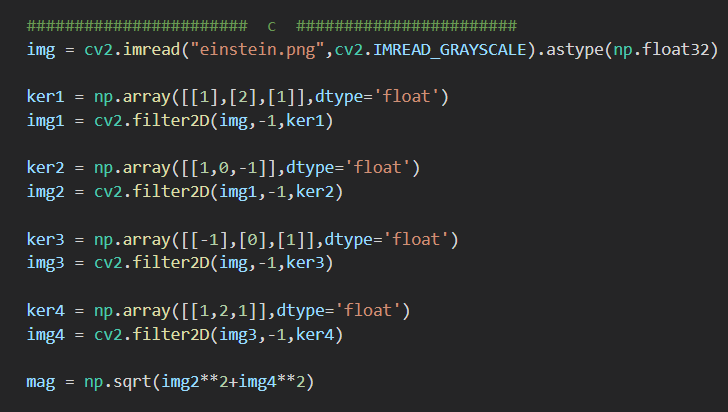 #######################  c  #######################
img = cv2.imread("einstein.png",cv2.IMREAD_GRAYSCALE).astype(np.float32)
ker1 = np.array([[1],[2],[1]],dtype='float')
img1 = cv2.filter2D(img,-1,ker1)
ker2 = np.array([[1,0,-1]],dtype='float')
img2 = cv2.filter2D(img1,-1,ker2)
ker3 = np.array([[-1],[0],[1]],dtype='float')
img3 = cv2.filter2D(img,-1,ker3)
ker4 = np.array([[1,2,1]],dtype='float')
img4 = cv2.filter2D(img3,-1,ker4)
mag = np.sqrt(img2**2+img4**2)